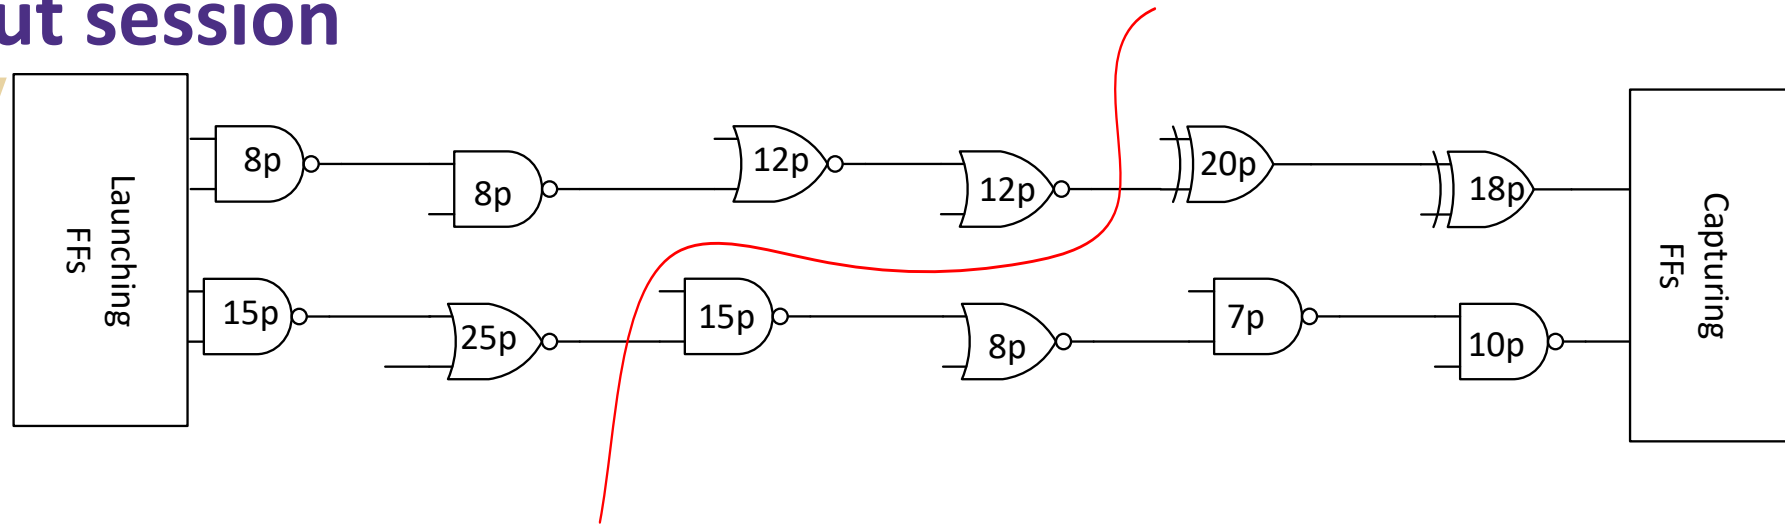 ut session
Launching
FFs
8p
8p
12p
12p
20p
18p
15p
25p
15p
8p
7p
10p
Capturing
FFs